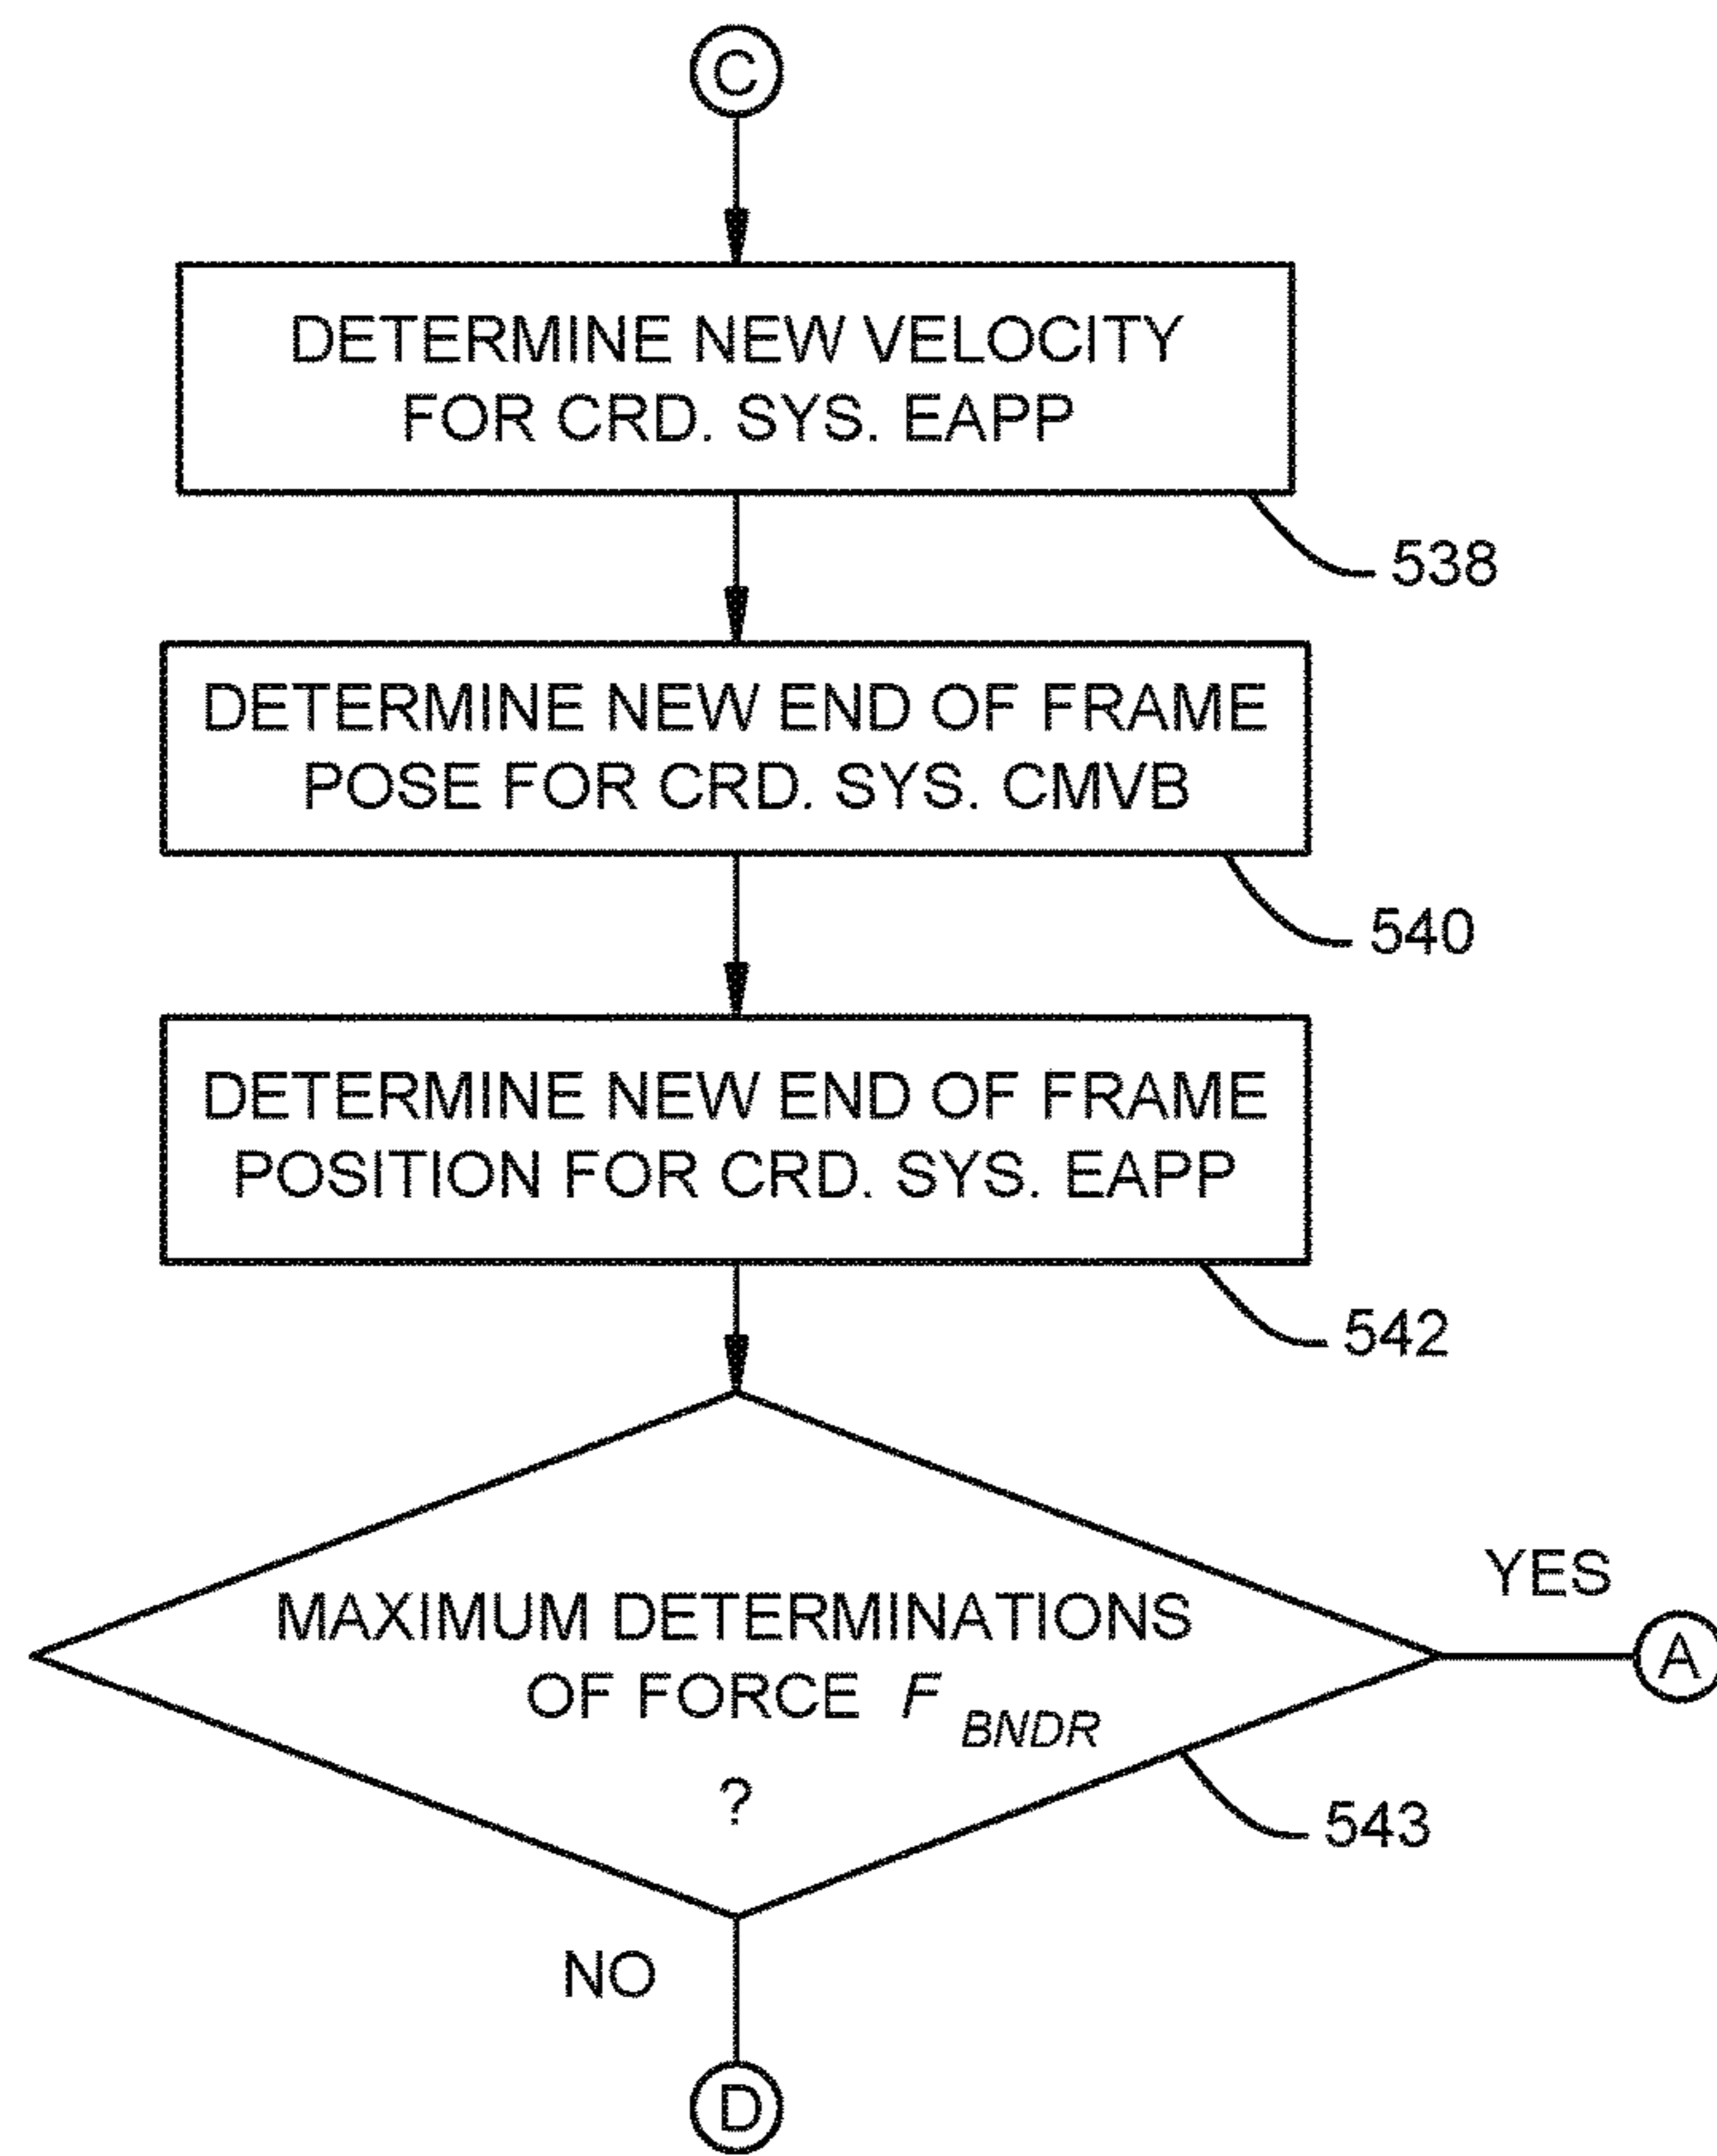 C
DETERMINE NEW VELOCITY
FOR CRD. SYS. EAPP
538
DETERMINE NEW END OF FRAME
POSE FOR CRD. SYS. CMVB
540
DETERMINE NEW END OF FRAME
POSITION FOR CRD. SYS. EAPP
542
MAXIMUM DETERMINATIONS
OF FORCE F BNDR
?
543
YES
A
NO
D